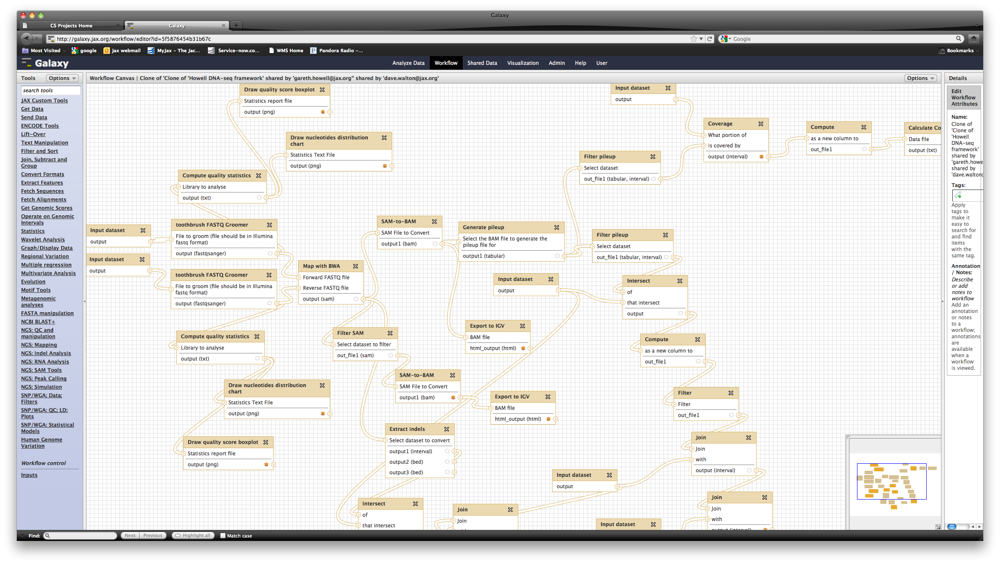 Galaxy
CS Projects Home
Galaxy
http://galaxy.jax.org/workflow/editor?id=5f5876454b31b67c
Google
Most Visited
google
jax webmail
MyJax – The Jac...
Service-now.co...
WMS Home
Pandora Radio –...
Bookmarks
Galaxy
Analyze Data
Workflow
Shared Data
Visualization
Admin
Help
User
Tools
Options
search tools
JAX Custom Tools
Get Data
Send Data
ENCODE Tools
Lift-Over
Text Manipulation
Filter and Sort
Join, Subtract and
Group
Convert Formats
Extract Features
Fetch Sequences
Fetch Alignments
Get Genomic Scores
Operate on Genomic
Intervals
Statistics
Wavelet Analysis
Graph/Display Data
Regional Variation
Multiple regression
Multivariate Analysis
Evolution
Motif Tools
Metagenomic
analyses
FASTA manipulation
NCBI BLAST+
NGS: QC and
manipulation
NGS: Mapping
NGS: Indel Analysis
NGS: RNA Analysis
NGS: SAM Tools
NGS: Peak Calling
NGS: Simulation
SNP/WGA: Data;
Filters
SNP/WGA: QC; LD;
Plots
SNP/WGA: Statistical
Models
Human Genome
Variation
Workflow control
Inputs
Workflow Canvas | Clone of 'Clone of 'Howell DNA-seq framework' shared by 'gareth.howell@jax.org'' shared by 'dave.walton@jax.org'
Options
Draw quality score boxplot
Statistics report file
output (png)
Draw nucleotides distribution
chart
Statistics Text File
output (png)
Compute quality statistics
Library to analyse
output (txt)
Input dataset
output
Input dataset
output
toothbrush FASTQ Groomer
File to groom (file should be in Illumina
fastq format)
output (fastqsanger)
toothbrush FASTQ Groomer
File to groom (file should be in Illumina
fastq format)
output (fastqsanger)
Map with BWA
Forward FASTQ file
Reverse FASTQ file
output (sam)
Compute quality statistics
Library to analyse
output (txt)
Draw nucleotides distribution
chart
Statistics Text File
output (png)
Draw quality score boxplot
Statistics report file
output (png)
SAM-to-BAM
SAM File to Convert
output1 (bam)
Generate pileup
Select the BAM file to generate the
pileup file for
output1 (tabular)
Filter SAM
Select dataset to filter
out_file1 (sam)
SAM-to-BAM
SAM File to Convert
output1 (bam)
Export to IGV
BAM file
html_output (html)
Export to IGV
BAM file
html_output (html)
Extract indels
Select dataset to convert
output1 (interval)
output2 (bed)
output3 (bed)
Intersect
of
that intersect
Join
Join
Input dataset
output
Input dataset
output
Coverage
What portion of
is covered by
output (interval)
Compute
as a new column to
out_file1
Calculate Co
Data file
output (txt)
Filter pileup
Select dataset
out_file1 (tabular, interval)
Filter pileup
Select dataset
out_file1 (tabular, interval)
Intersect
of
that intersect
output
Compute
as a new column to
out_file1
Filter
Filter
out_file1
Join
Join
with
output (interval)
Input dataset
output
Join
Join
with
output (interval)
Input dataset
Details
Edit
Workflow
Attributes
Name:
Clone of
'Clone of
'Howell
DNA-seq
framework'
shared by
'gareth.howe
shared by
'dave.walton@
Tags:
Apply
tags to
make it
easy to
search for
and find
items
with the
same tag.
Annotation
/ Notes:
Describe
or add
notes to
workflow
Add an
annotation
or notes
to a
workflow;
annotations
are
available
when a
workflow
is viewed.
Find:
Next
Previous
Highlight all
Match case